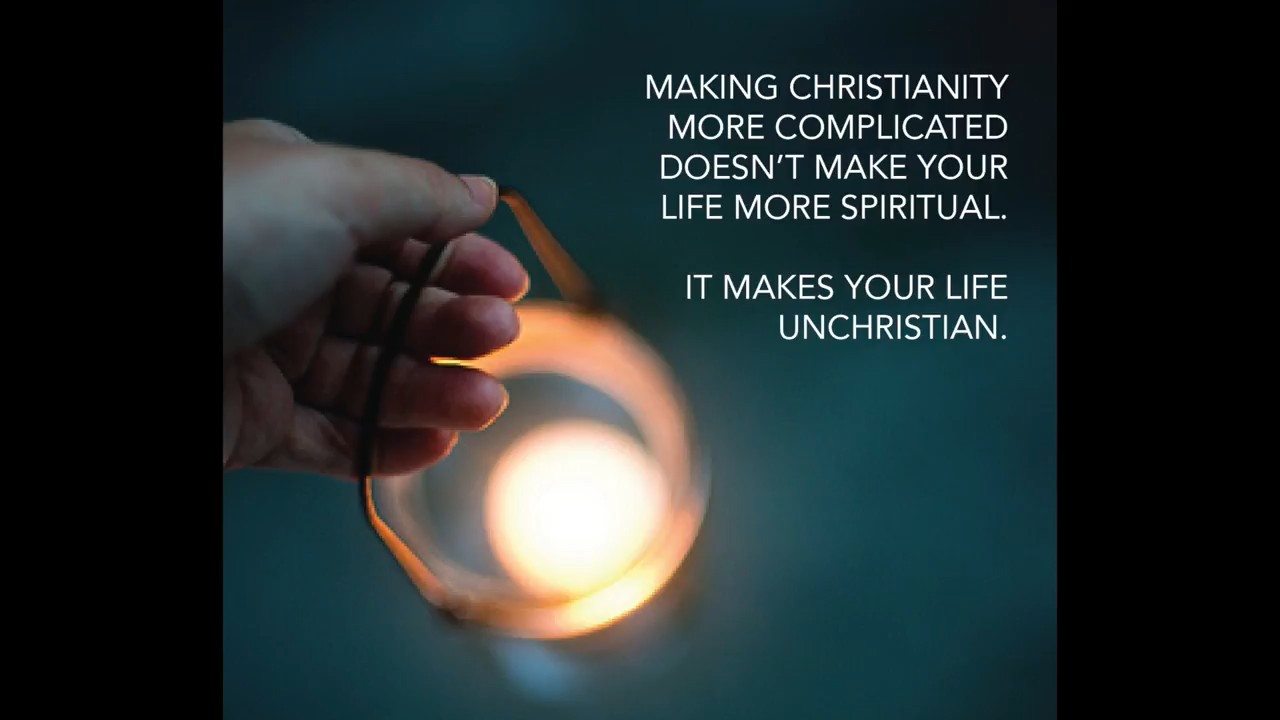 MAKING CHRISTIANITY
MORE COMPLICATED
DOESN'T MAKE YOUR
LIFE MORE SPIRITUAL.
IT MAKES YOUR LIFE
UNCHRISTIAN.